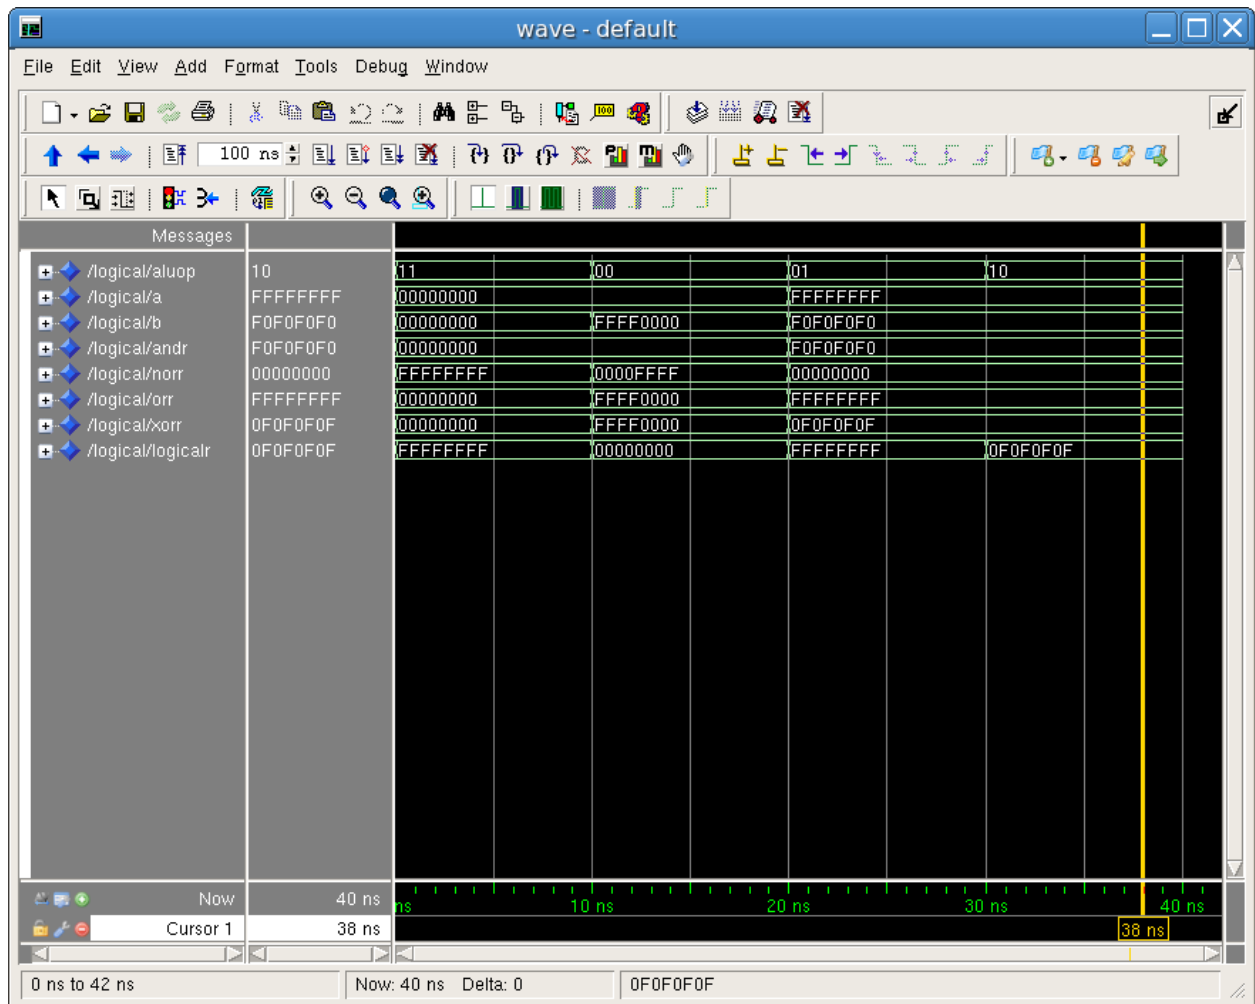 wave - default
File Edit View Add Format Tools Debug Window
100
100 ns
Messages
/logical/aluop 10 11 00 01 10
/logical/a FFFFFFFF 00000000 FFFFFFFF
/logical/b F0F0F0F0 00000000 FFFF0000 F0F0F0F0
/logical/andr F0F0F0F0 00000000 F0F0F0F0
/logical/norr 00000000 FFFFFFFF 0000FFFF 00000000
/logical/orr FFFFFFFF 00000000 FFFF0000 FFFFFFFF
/logical/xorr 0F0F0F0F 00000000 FFFF0000 0F0F0F0F
/logical/logicalr 0F0F0F0F FFFFFFFF 00000000 FFFFFFFF 0F0F0F0F
Now 40 ns ns 10 ns 20 ns 30 ns 40 ns
Cursor 1 38 ns 38 ns
0 ns to 42 ns Now: 40 ns Delta: 0 0F0F0F0F